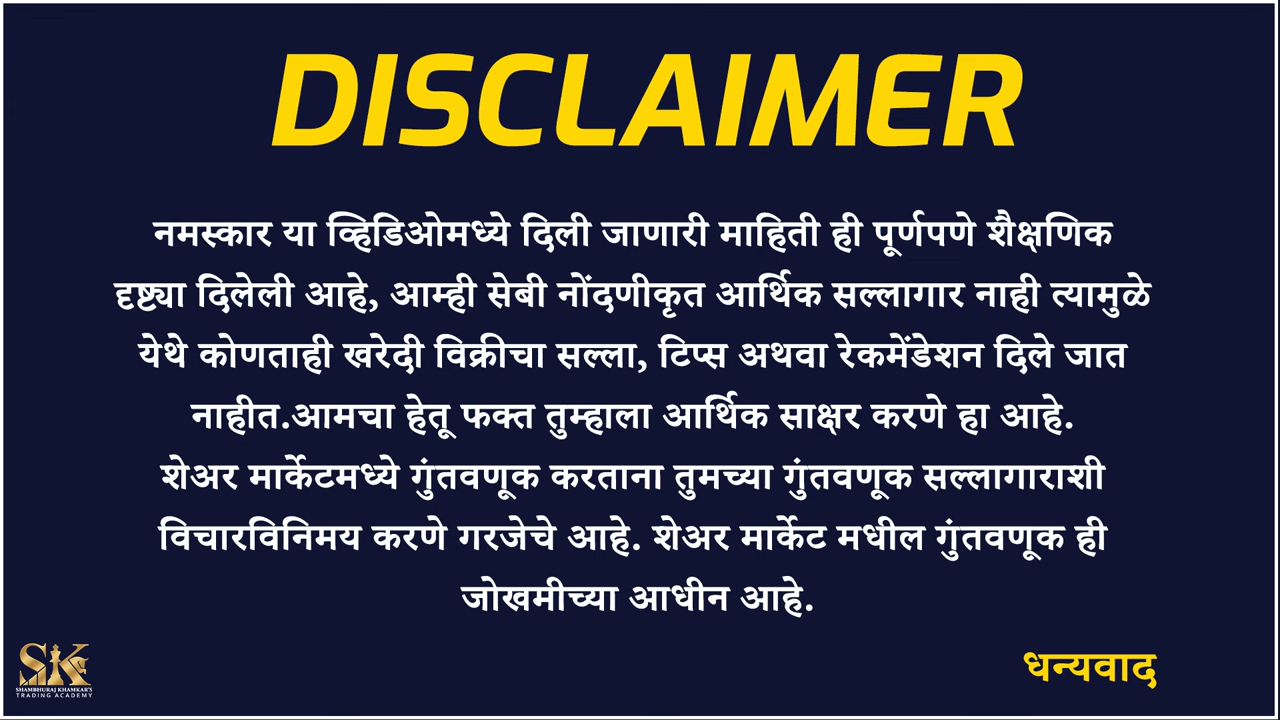 DISCLAIMER
नमस्कार या व्हिडिओमध्ये दिली जाणारी माहिती ही पूर्णपणे शैक्षणिक
दृष्ट्या दिलेली आहे, आम्ही सेबी नोंदणीकृत आर्थिक सल्लागार नाही त्यामुळे
येथे कोणताही खरेदी विक्रीचा सल्ला, टिप्स अथवा रेकमेंडेशन दिले जात
नाहीत.आमचा हेतू फक्त तुम्हाला आर्थिक साक्षर करणे हा आहे.
शेअर मार्केटमध्ये गुंतवणूक करताना तुमच्या गुंतवणूक सल्लागाराशी
विचारविनिमय करणे गरजेचे आहे. शेअर मार्केट मधील गुंतवणूक ही
जोखमीच्या आधीन आहे.
धन्यवाद
SK
SHAMBHURAJ KHAMKAR'S
TRADING ACADEMY